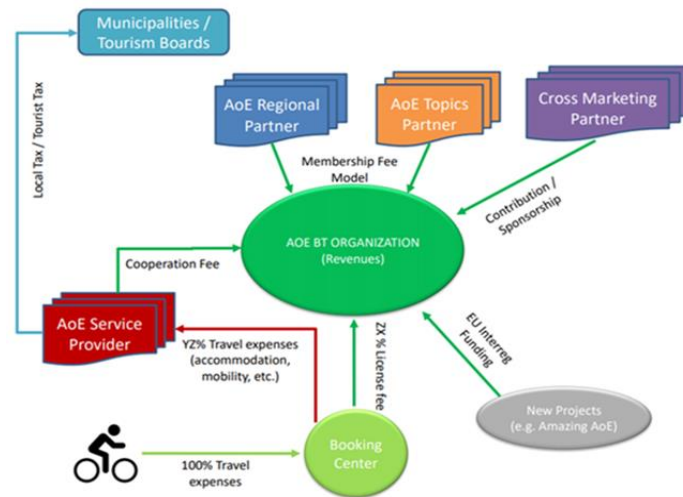 Municipalities /
Tourism Boards
AoE Regional
Partner
AoE Topics
Partner
Cross Marketing
Partner
Local Tax / Tourist Tax
Membership Fee
Model
Contribution /
Sponsorship
AOE BT ORGANIZATION
(Revenues)
Cooperation Fee
AoE Service
Provider
YZ% Travel expenses
(accommodation,
mobility, etc.)
ZX % License fee
EU Interreg
Funding
New Projects
(e.g. Amazing AoE)
Booking
Center
100% Travel
expenses